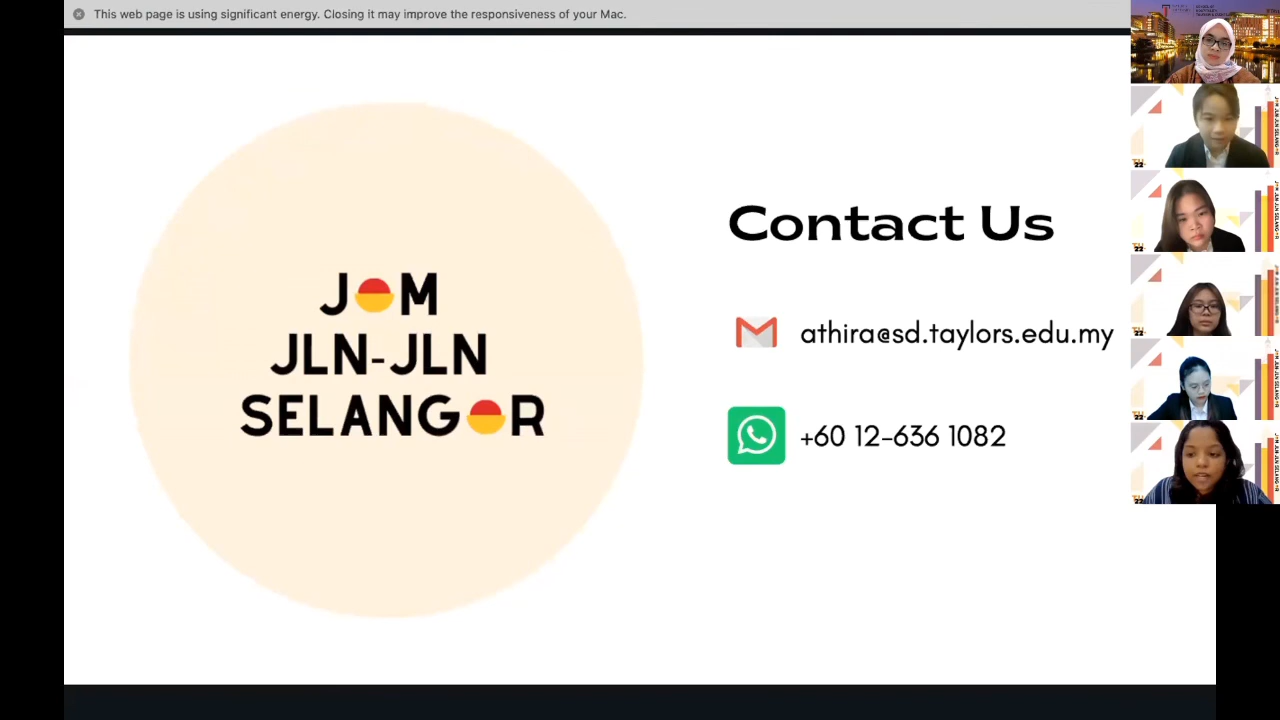 This web page is using significant energy. Closing it may improve the responsiveness of your Mac.
JOM
JLN-JLN
SELANGOR
Contact Us
athira@sd.taylors.edu.my
+60 12-636 1082